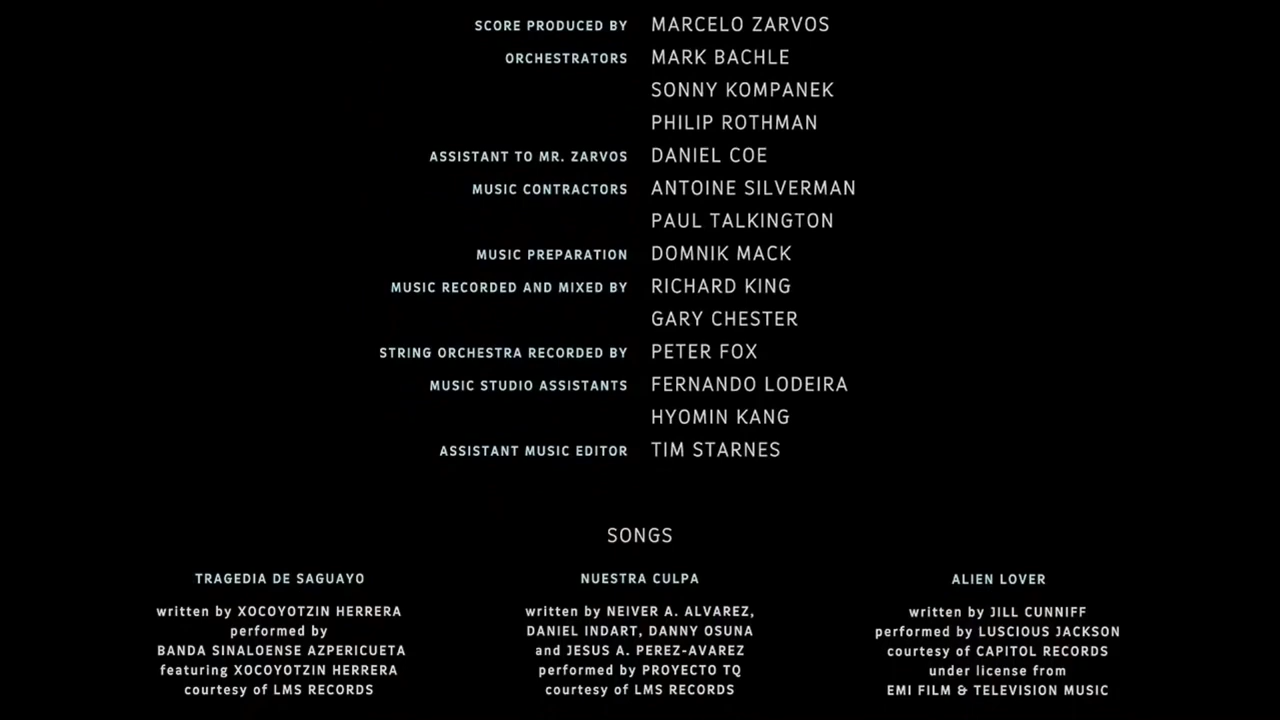 SCORE PRODUCED BY MARCELO ZARVOS
ORCHESTRATORS MARK BACHLE
SONNY KOMPANEK
PHILIP ROTHMAN
ASSISTANT TO MR. ZARVOS DANIEL COE
MUSIC CONTRACTORS ANTOINE SILVERMAN
PAUL TALKINGTON
MUSIC PREPARATION DOMNIK MACK
MUSIC RECORDED AND MIXED BY RICHARD KING
GARY CHESTER
STRING ORCHESTRA RECORDED BY PETER FOX
MUSIC STUDIO ASSISTANTS FERNANDO LODEIRA
HYOMIN KANG
ASSISTANT MUSIC EDITOR TIM STARNES
SONGS
TRAGEDIA DE SAGUAYO
written by XOCOYOTZIN HERRERA
performed by
BANDA SINALOENSE AZPERICUETA
featuring XOCOYOTZIN HERRERA
courtesy of LMS RECORDS
NUESTRA CULPA
written by NEIVER A. ALVAREZ,
DANIEL INDART, DANNY OSUNA
and JESUS A. PEREZ-AVAREZ
performed by PROYECTO TQ
courtesy of LMS RECORDS
ALIEN LOVER
written by JILL CUNNIFF
performed by LUSCIOUS JACKSON
courtesy of CAPITOL RECORDS
under license from
EMI FILM & TELEVISION MUSIC